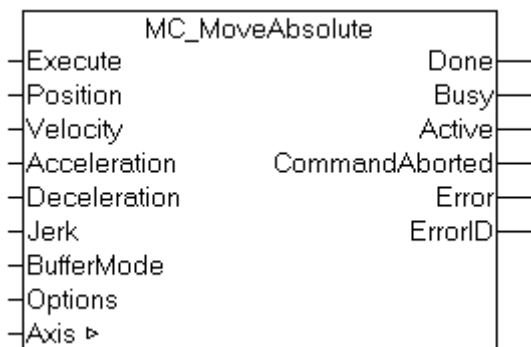 MC_MoveAbsolute
Execute Done
Position Busy
Velocity Active
Acceleration CommandAborted
Deceleration Error
Jerk ErrorID
BufferMode
Options
Axis